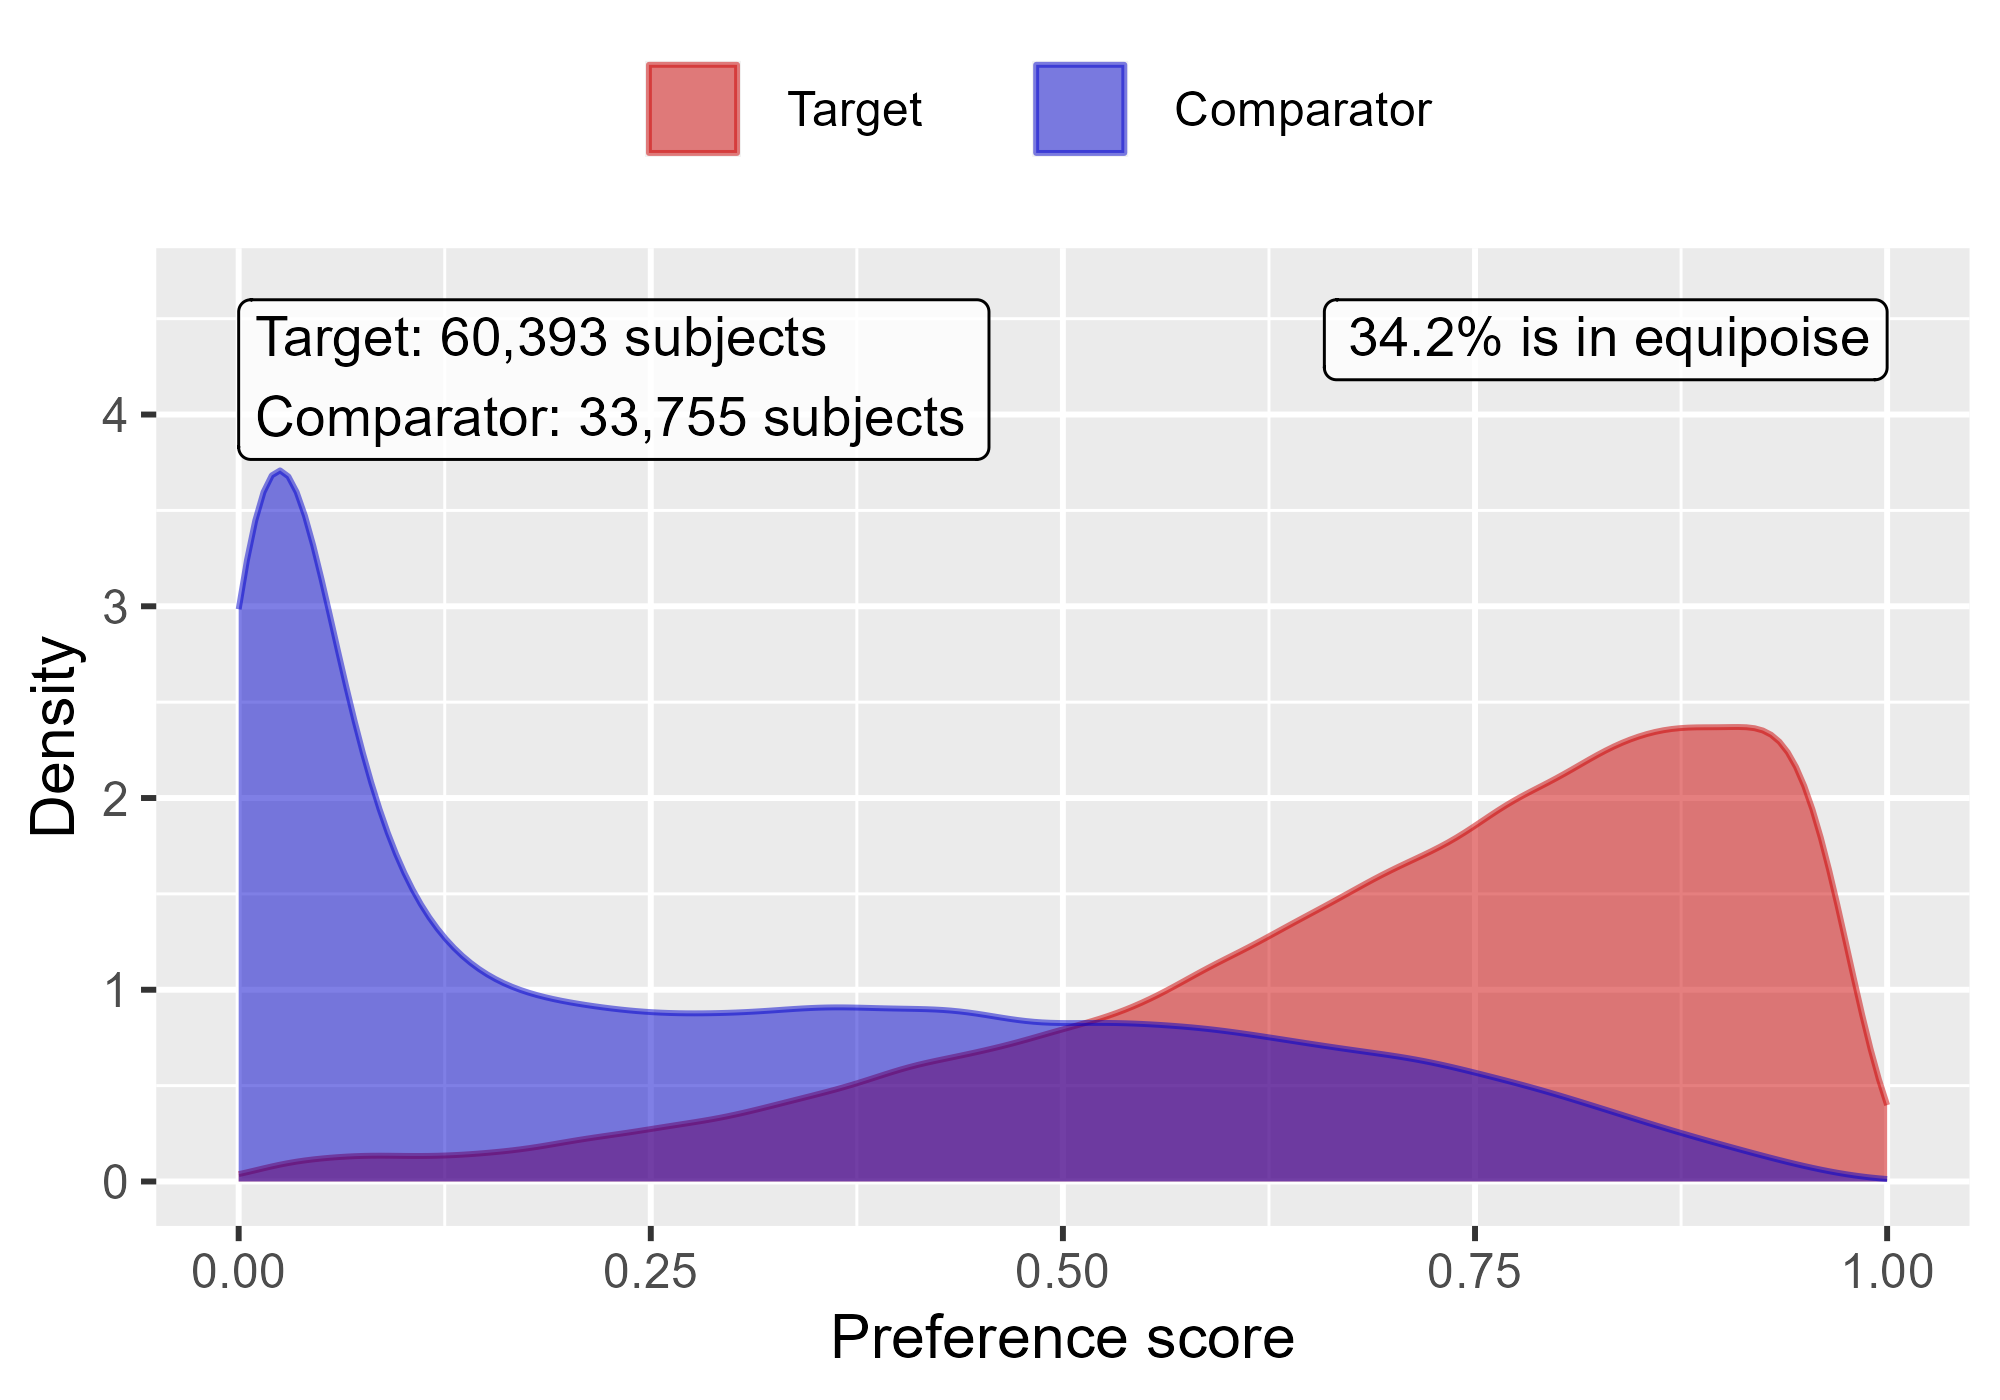 Target Comparator
Target: 60,393 subjects
Comparator: 33,755 subjects
34.2% is in equipoise
Density
4
3
2
1
0
0.00 0.25 0.50 0.75 1.00
Preference score